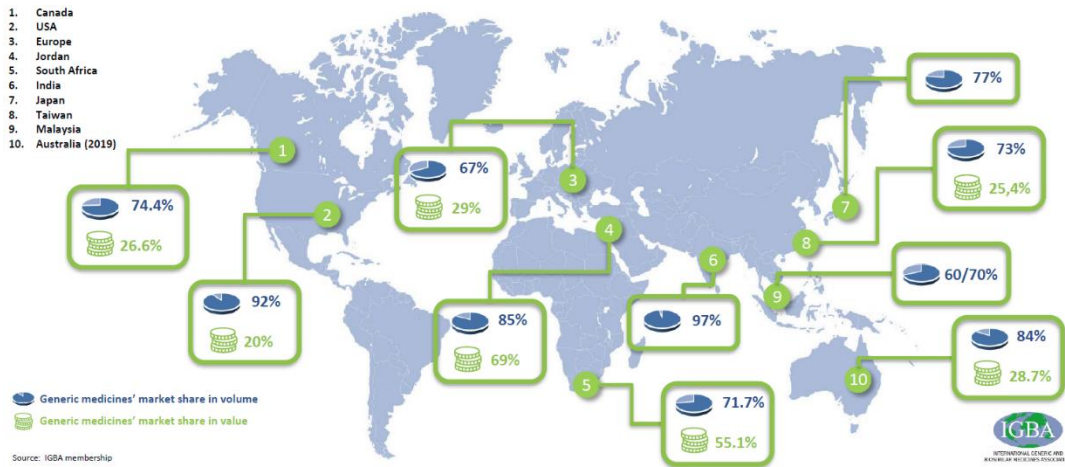 1. Canada
2. USA
3. Europe
4. Jordan
5. South Africa
6. India
7. Japan
8. Taiwan
9. Malaysia
10. Australia (2019)
1
74.4%
26.6%
2
92%
20%
3
67%
29%
4
85%
69%
5
71.7%
55.1%
6
97%
7
77%
8
73%
25,4%
9
60/70%
10
84%
28.7%
Generic medicines' market share in volume
Generic medicines' market share in value
Source: IGBA membership
IGBA
INTERNATIONAL GENERIC AND
BIOSIMILAR MEDICINES ASSOCIATION